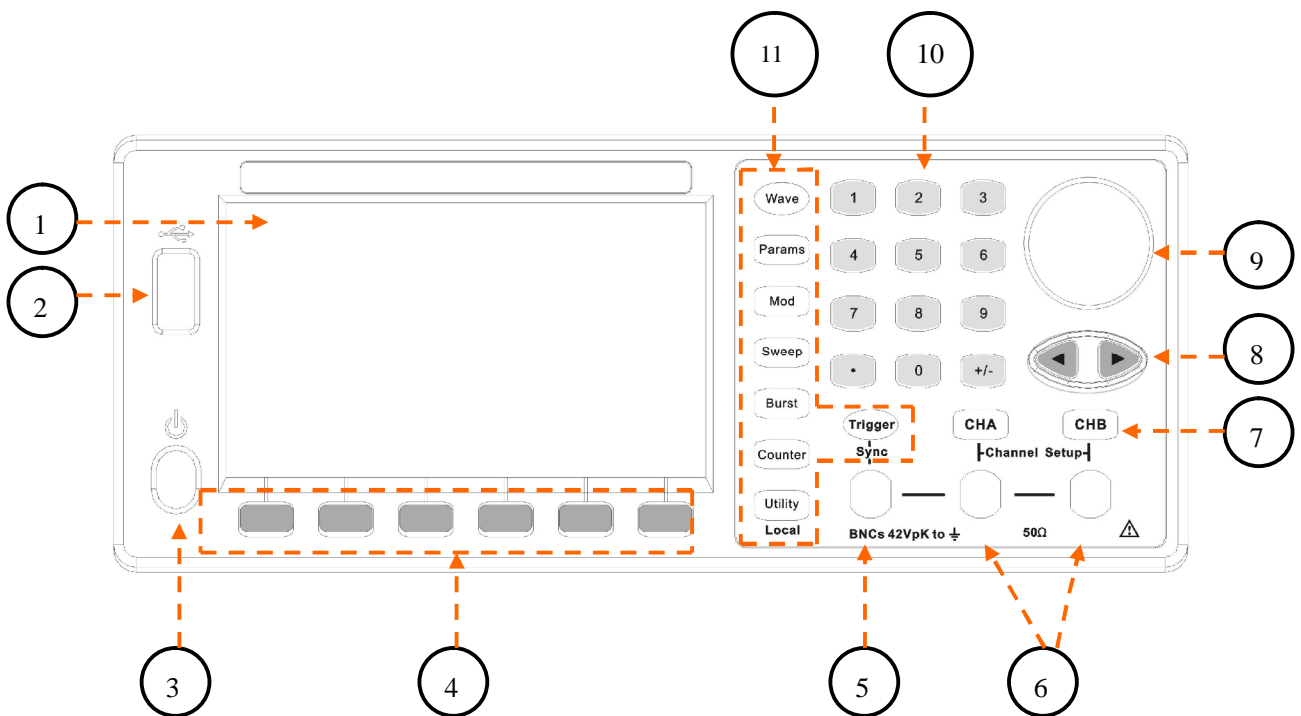 11
10
1
2
Wave
1
2
3
Params
4
5
6
9
Mod
7
8
9
Sweep
•
0
+/-
8
Burst
Trigger
CHA
CHB
7
Counter
Sync
Channel Setup
Utility
Local
BNCs 42VpK to ⏚
50Ω
3
4
5
6